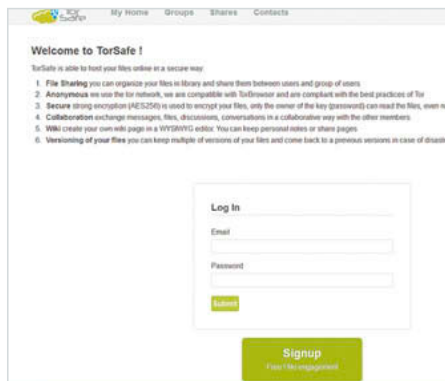 Tor Safe
My Home Groups Shares Contacts
Welcome to TorSafe !
TorSafe is able to host your files online in a secure way:
1. File Sharing you can organize your files in library and share them between users and group of users
2. Anonymous we use the tor network, we are compatible with TorBrowser and are compliant with the best practices of Tor
3. Secure strong encryption (AES256) is used to encrypt your files, only the owner of the key (password) can read the files, even
4. Collaboration exchange messages, files, discussions, conversations in a collaborative way with the other members
5. Wiki create your own wiki page in a WYSIWYG editor. You can keep personal notes or share pages
6. Versioning of your files you can keep multiple of versions of your files and come back to a previous versions in case of
Log In
Email
Password
Submit
Signup
Free / No engagement